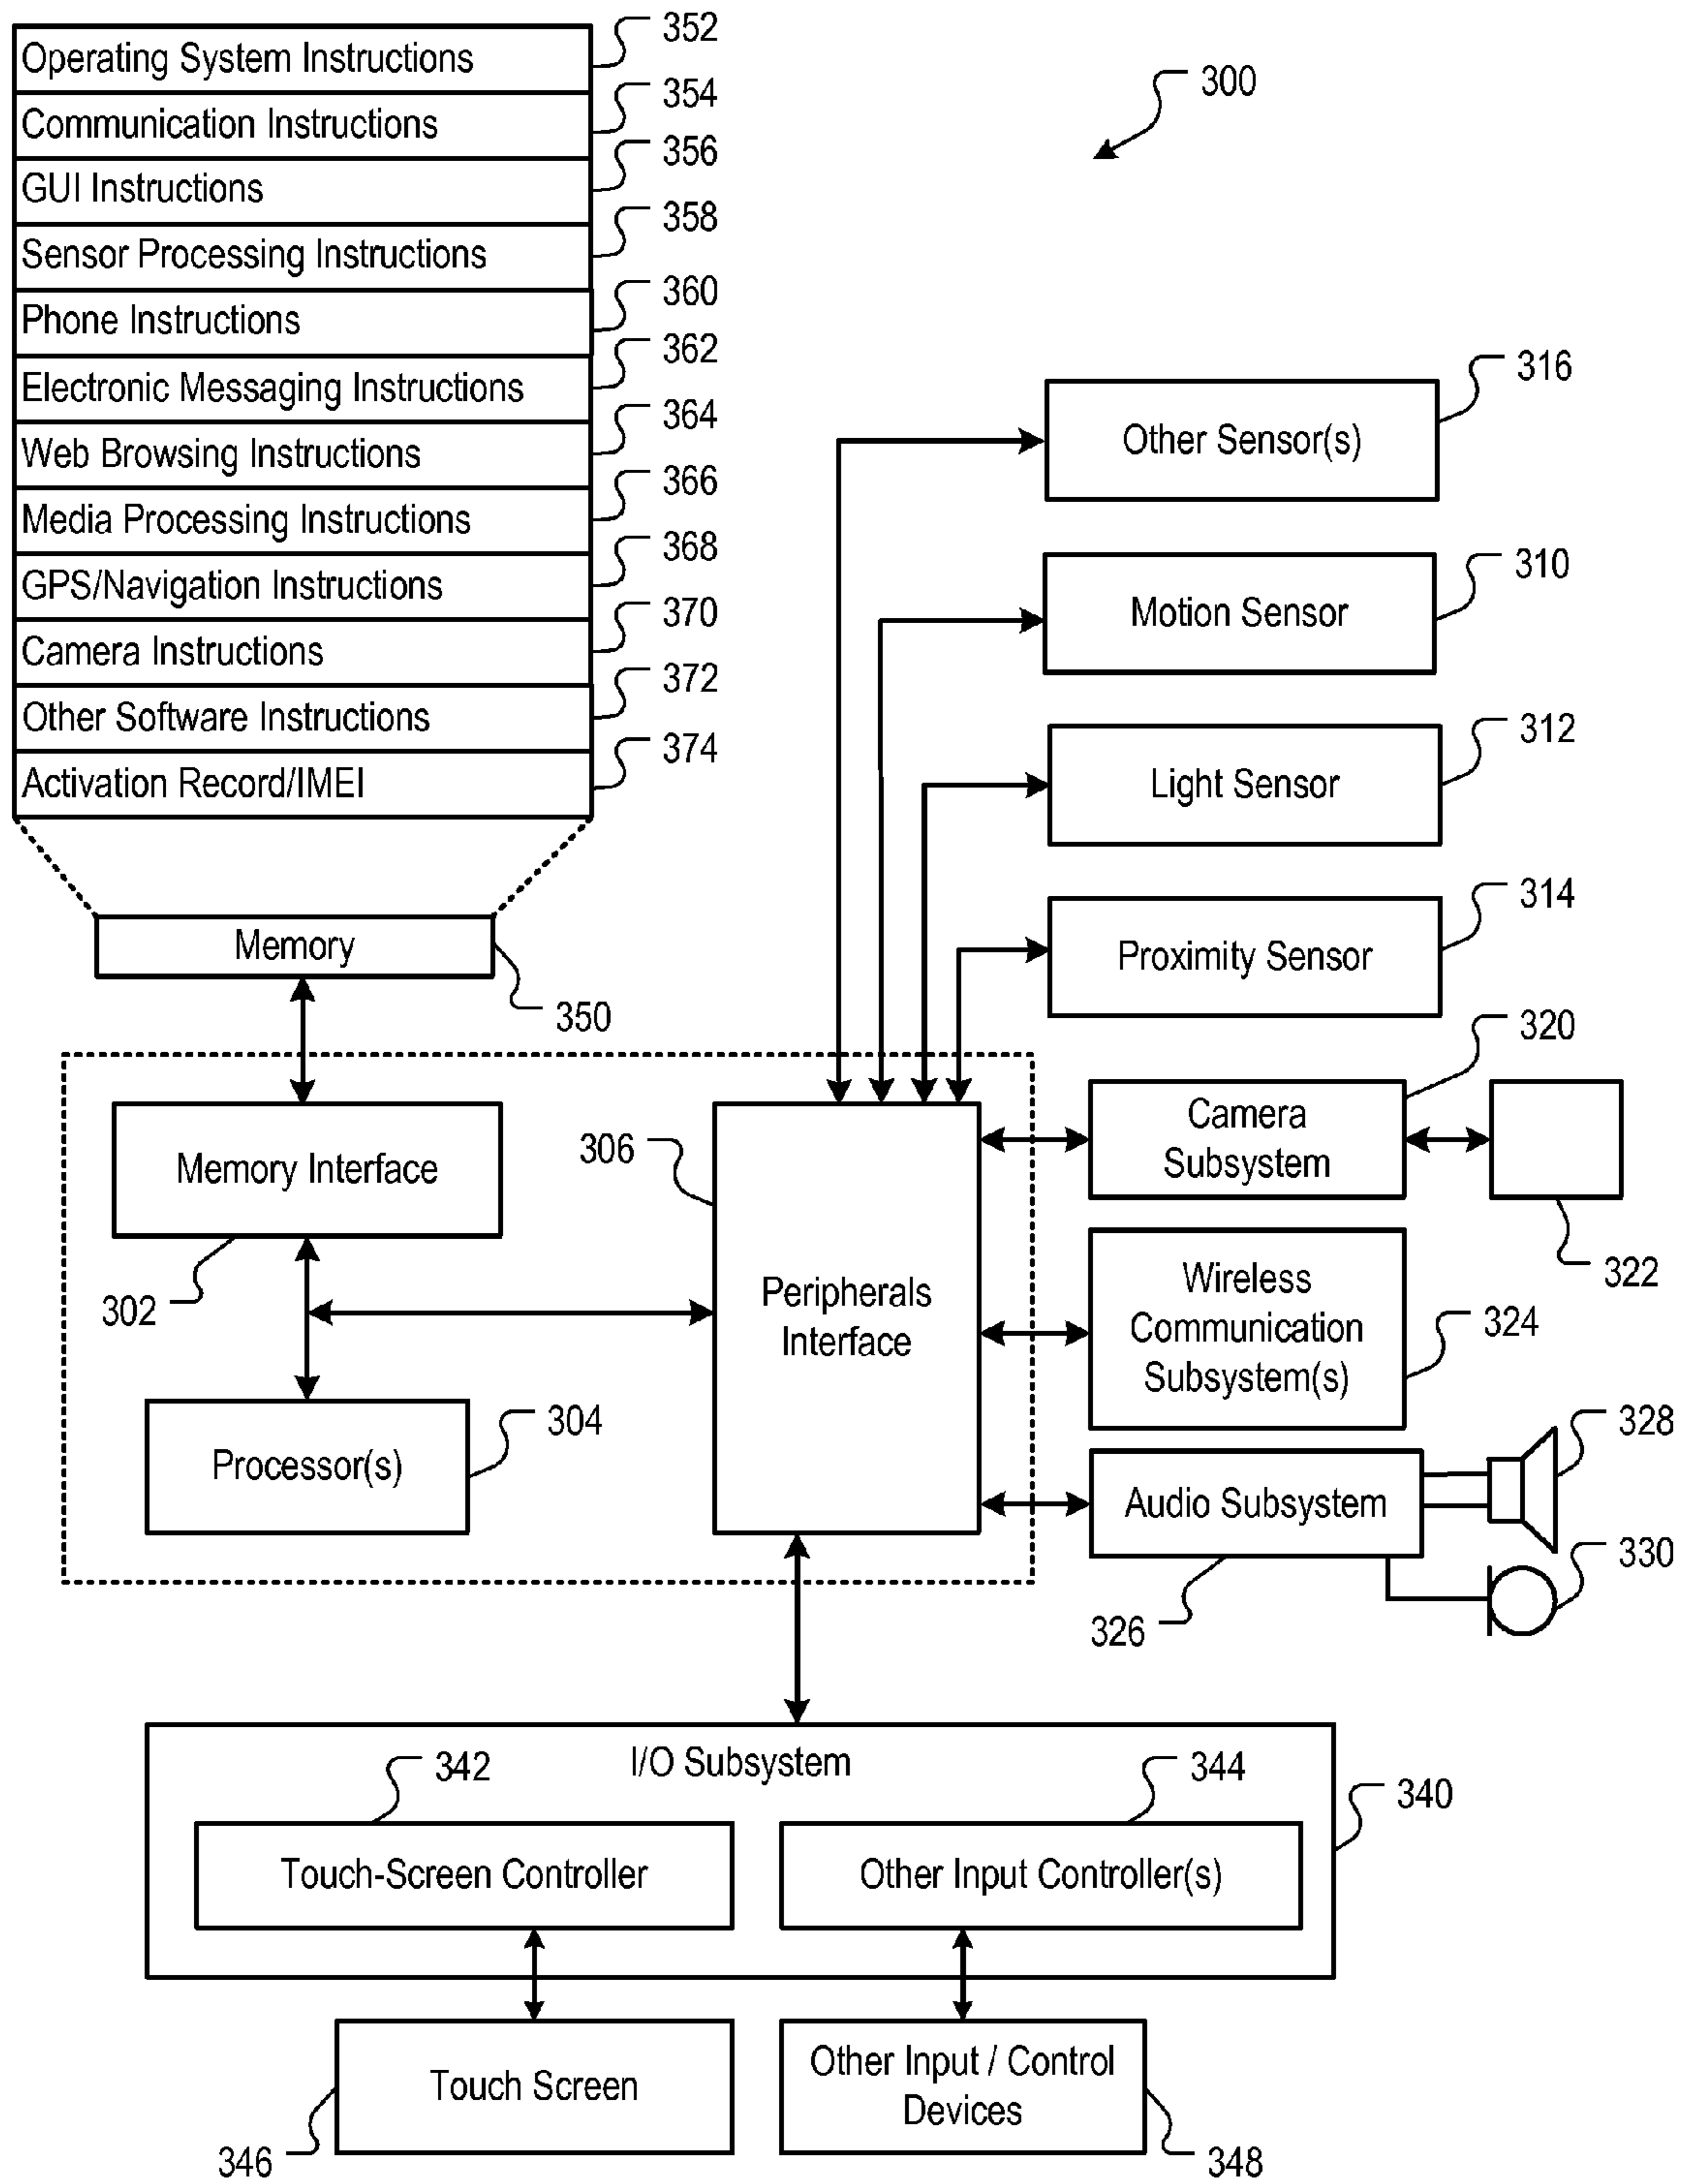 352
Operating System Instructions
300
354
Communication Instructions
356
GUI Instructions
358
Sensor Processing Instructions
360
Phone Instructions
362
Electronic Messaging Instructions
364
Web Browsing Instructions
366
Media Processing Instructions
368
GPS/Navigation Instructions
370
Camera Instructions
372
Other Software Instructions
374
Activation Record/IMEI
316
Other Sensor(s)
310
Motion Sensor
312
Light Sensor
314
Proximity Sensor
Memory
350
320
Camera
Subsystem
322
306
Memory Interface
302
Peripherals
Interface
Wireless
Communication
Subsystem(s)
324
304
Processor(s)
328
Audio Subsystem
330
326
I/O Subsystem
342
344
340
Touch-Screen Controller
Other Input Controller(s)
Touch Screen
346
Other Input / Control
Devices
348